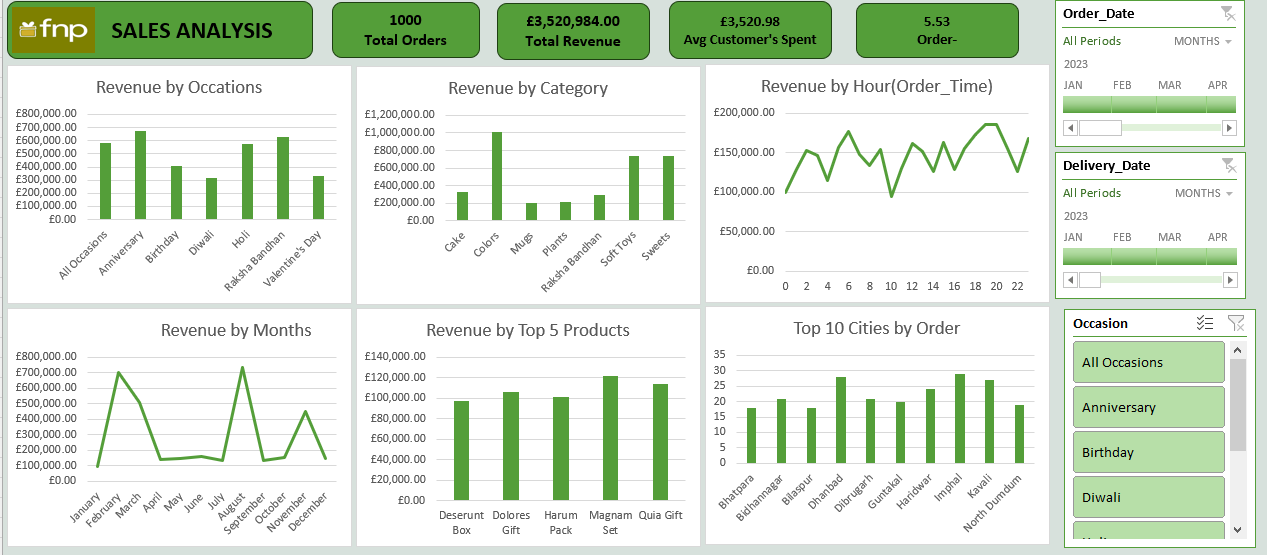 fnp
SALES ANALYSIS
1000
Total Orders
£3,520,984.00
Total Revenue
£3,520.98
Avg Customer's Spent
5.53
Order-
Order_Date
All Periods MONTHS
2023
JAN FEB MAR APR
Delivery_Date
All Periods MONTHS
2023
JAN FEB MAR APR
Occasion
All Occasions
Anniversary
Birthday
Diwali
Revenue by Occations
£800,000.00
£700,000.00
£600,000.00
£500,000.00
£400,000.00
£300,000.00
£200,000.00
£100,000.00
£0.00
All Occasions
Anniversary
Birthday
Diwali
Holi
Raksha Bandhan
Valentine's Day
Revenue by Category
£1,200,000.00
£1,000,000.00
£800,000.00
£600,000.00
£400,000.00
£200,000.00
£0.00
Cake
Colors
Mugs
Plants
Raksha Bandhan
Soft Toys
Sweets
Revenue by Hour(Order_Time)
£200,000.00
£150,000.00
£100,000.00
£50,000.00
£0.00
0 2 4 6 8 10 12 14 16 18 20 22
Revenue by Months
£800,000.00
£700,000.00
£600,000.00
£500,000.00
£400,000.00
£300,000.00
£200,000.00
£100,000.00
£0.00
January
February
March
April
May
June
July
August
September
October
November
December
Revenue by Top 5 Products
£140,000.00
£120,000.00
£100,000.00
£80,000.00
£60,000.00
£40,000.00
£20,000.00
£0.00
Deserunt Box
Dolores Gift
Harum Pack
Magnam Set
Quia Gift
Top 10 Cities by Order
35
30
25
20
15
10
5
0
Bhatpara
Bidhannagar
Bilaspur
Dhanbad
Dibrugarh
Guntakal
Haridwar
Imphal
Kavali
North Dumdum